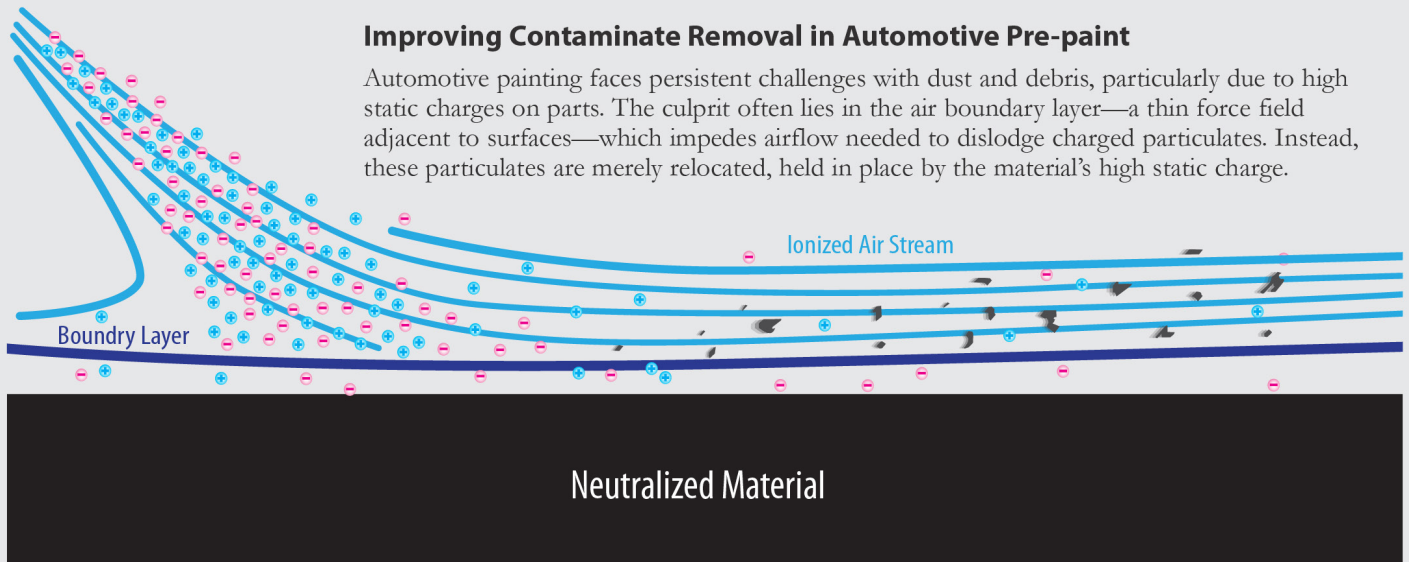 Improving Contaminate Removal in Automotive Pre-paint
Automotive painting faces persistent challenges with dust and debris, particularly due to high
static charges on parts. The culprit often lies in the air boundary layer—a thin force field
adjacent to surfaces—which impedes airflow needed to dislodge charged particulates. Instead,
these particulates are merely relocated, held in place by the material’s high static charge.
Ionized Air Stream
Boundry Layer
Neutralized Material